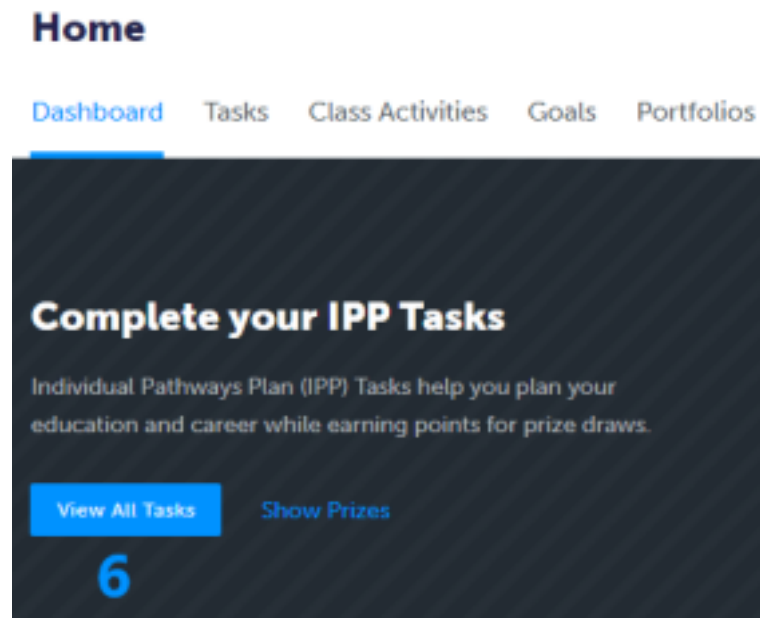 Home
Dashboard Tasks Class Activities Goals Portfolios
Complete your IPP Tasks
Individual Pathways Plan (IPP) Tasks help you plan your
education and career while earning points for prize draws.
View All Tasks Show Prizes
6